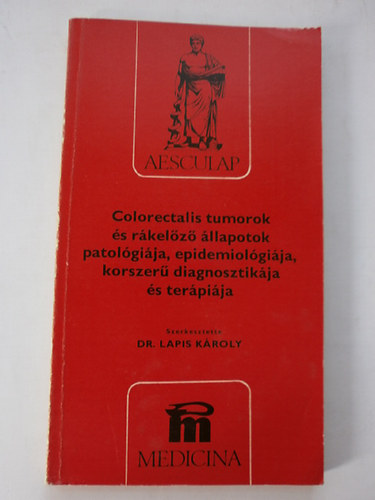 AESCULAP
Colorectalis tumorok
és rákelőző állapotok
patológiája, epidemiológiája,
korszerű diagnosztikája
és terápiája
Szerkesztette
DR. LAPIS KÁROLY
m
MEDICINA